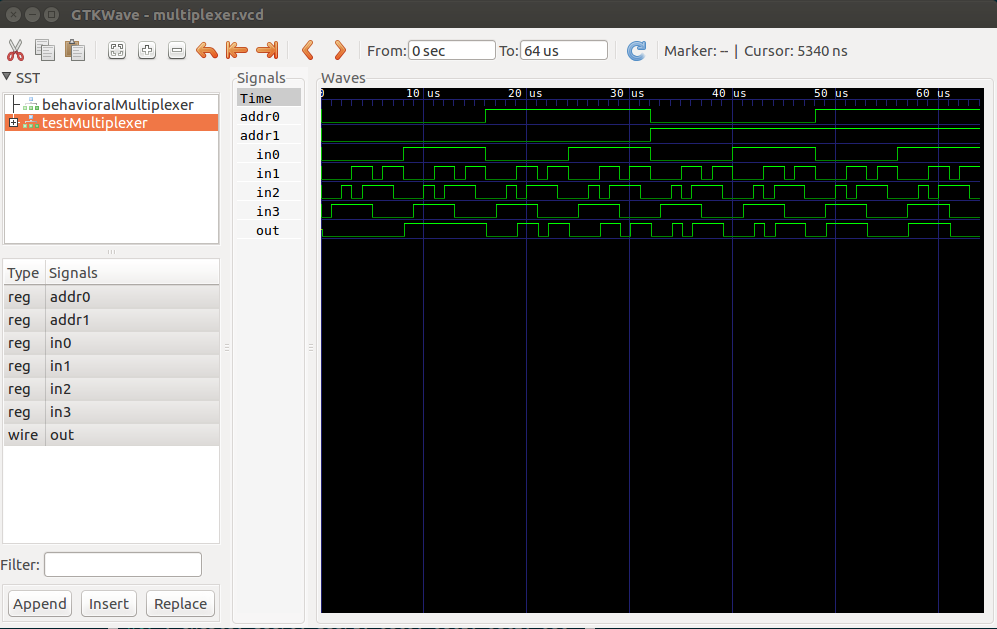 GTKWave - multiplexer.vcd
From: 0 sec To: 64 us Marker: -- | Cursor: 5340 ns
SST
behavioralMultiplexer
testMultiplexer
Type Signals
reg addr0
reg addr1
reg in0
reg in1
reg in2
reg in3
wire out
Filter:
Append Insert Replace
Signals
Time
addr0
addr1
in0
in1
in2
in3
out
Waves
0 10 us 20 us 30 us 40 us 50 us 60 us